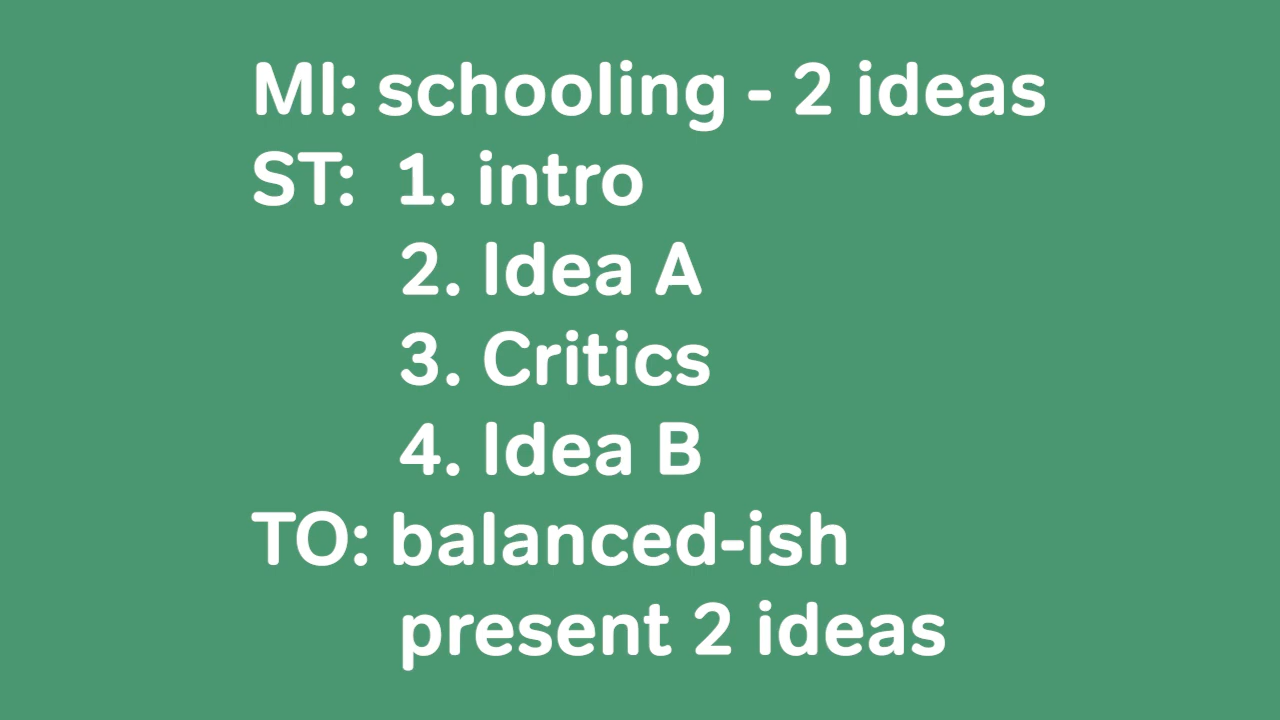 MI: schooling - 2 ideas
ST: 1. intro
2. Idea A
3. Critics
4. Idea B
TO: balanced-ish
present 2 ideas